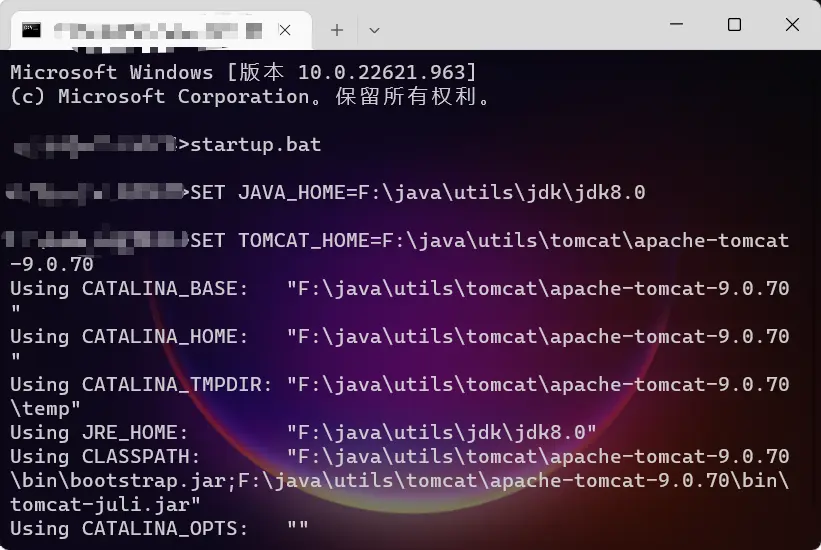 Microsoft Windows [版本 10.0.22621.963]
(c) Microsoft Corporation。保留所有权利。
>startup.bat
>SET JAVA_HOME=F:\java\utils\jdk\jdk8.0
>SET TOMCAT_HOME=F:\java\utils\tomcat\apache-tomcat
-9.0.70
Using CATALINA_BASE:   "F:\java\utils\tomcat\apache-tomcat-9.0.70
"
Using CATALINA_HOME:   "F:\java\utils\tomcat\apache-tomcat-9.0.70
"
Using CATALINA_TMPDIR: "F:\java\utils\tomcat\apache-tomcat-9.0.70
\temp"
Using JRE_HOME:        "F:\java\utils\jdk\jdk8.0"
Using CLASSPATH:       "F:\java\utils\tomcat\apache-tomcat-9.0.70
\bin\bootstrap.jar;F:\java\utils\tomcat\apache-tomcat-9.0.70\bin\
tomcat-juli.jar"
Using CATALINA_OPTS:   ""